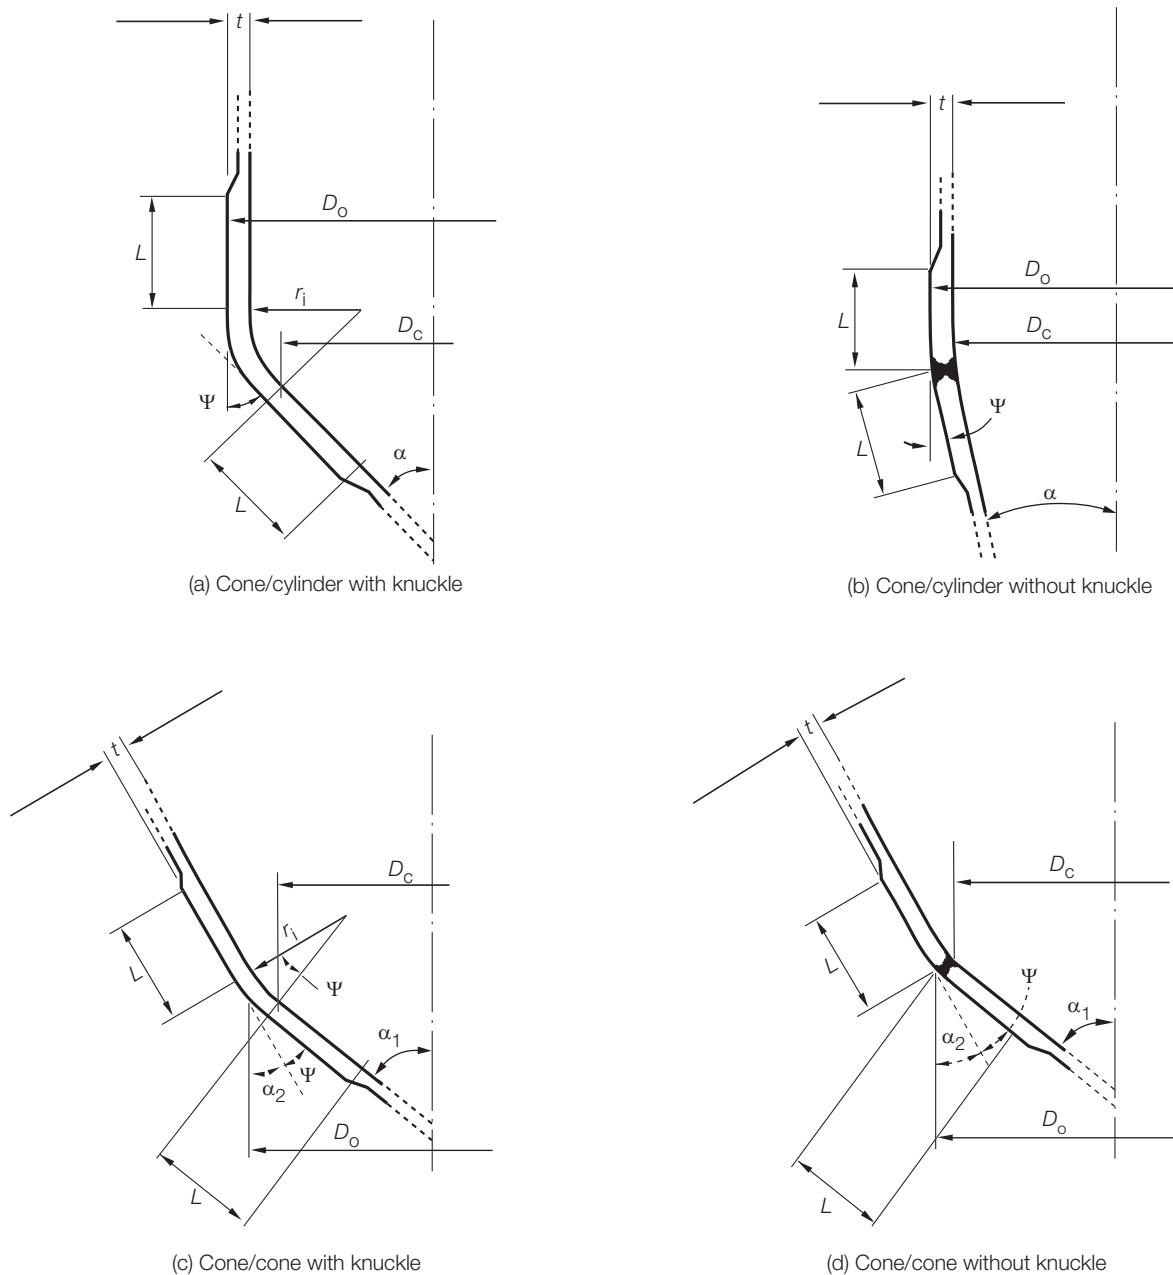 t
D_o
L
r_i
D_c
Ψ
α
L
(a) Cone/cylinder with knuckle
t
D_o
L
D_c
Ψ
L
α
(b) Cone/cylinder without knuckle
t
D_c
r_i
L
Ψ
α_1
Ψ
α_2
D_o
L
(c) Cone/cone with knuckle
t
D_c
L
Ψ
α_1
α_2
D_o
L
(d) Cone/cone without knuckle